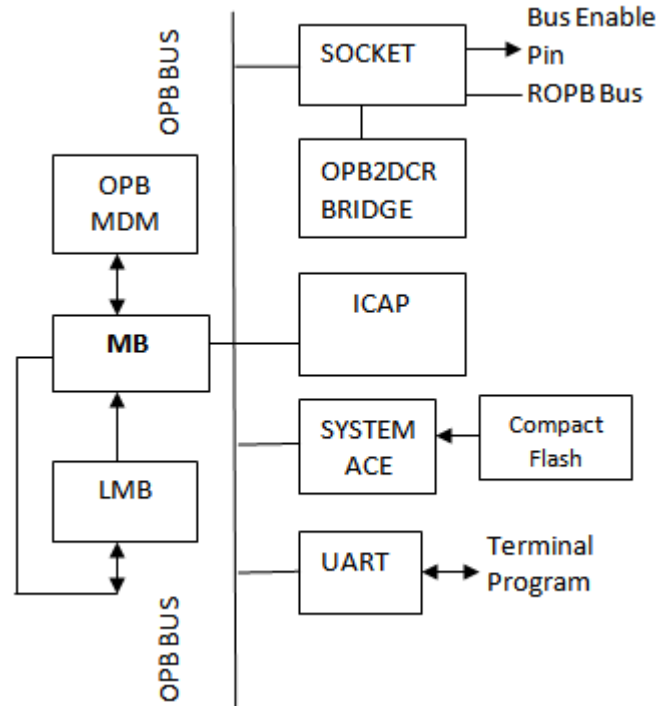 OPB BUS
SOCKET
Bus Enable
Pin
ROPB Bus
OPB2DCR
BRIDGE
OPB
MDM
MB
ICAP
SYSTEM
ACE
Compact
Flash
LMB
UART
Terminal
Program
OPB BUS